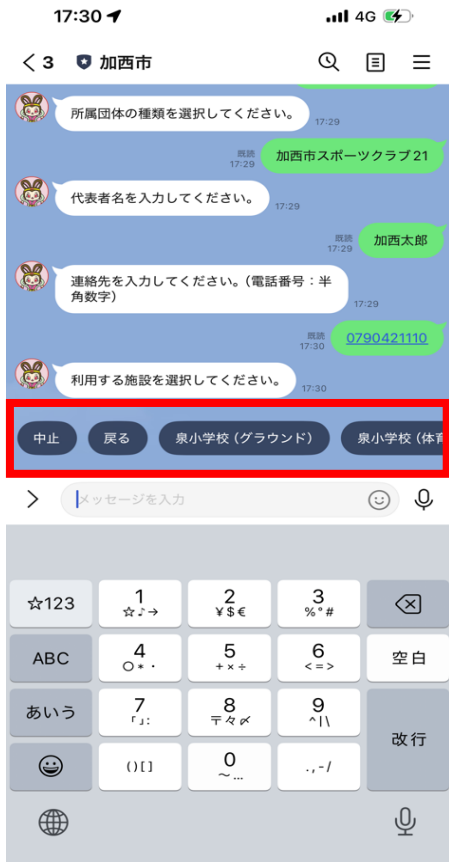 17:30
4G
3 加西市
所属団体の種類を選択してください。
17:29
既読
17:29
加西市スポーツクラブ21
代表者名を入力してください。
17:29
既読
17:29
加西太郎
連絡先を入力してください。(電話番号:半
角数字)
17:29
既読
17:30
0790421110
利用する施設を選択してください。
17:30
中止 戻る 泉小学校(グラウンド) 泉小学校(体育
メッセージを入力
☆123 1 2 3
☆♪→ ¥$€ %°#
ABC 4 5 6 空白
○*・ +×÷ <=>
あいう 7 8 9
「」: 〒々〆 ^|\
改行
()[] 0 .,-/
~…